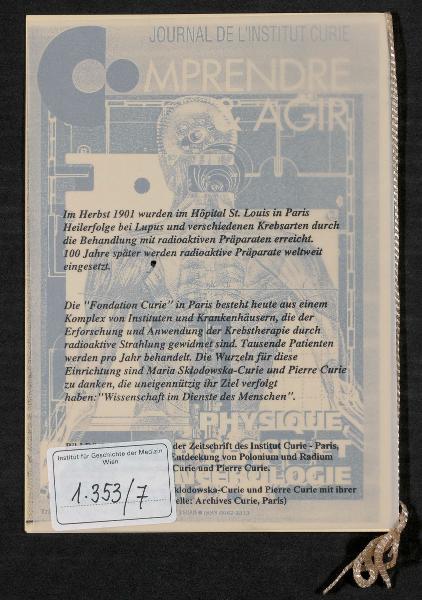 JOURNAL DE L'INSTITUT CURIE
COMPRENDRE
& AGIR
Im Herbst 1901 wurden im Hôpital St. Louis in Paris
Heilerfolge bei Lupus und verschiedenen Krebsarten durch
die Behandlung mit radioaktiven Präparaten erreicht.
100 Jahre später werden radioaktive Präparate weltweit
eingesetzt.
Die "Fondation Curie" in Paris besteht heute aus einem
Komplex von Instituten und Krankenhäusern, die der
Erforschung und Anwendung der Krebstherapie durch
radioaktive Strahlung gewidmet sind. Tausende Patienten
werden pro Jahr behandelt. Die Wurzeln für diese
Einrichtung sind Maria Sklodowska-Curie und Pierre Curie
zu danken, die uneigennützig ihr Ziel verfolgt
haben: "Wissenschaft im Dienste des Menschen".
PHYSIQUE,
der Zeitschrift des Institut Curie - Paris,
Entdeckung von Polonium und Radium
Curie und Pierre Curie.
Sklodowska-Curie und Pierre Curie mit ihrer
Archives Curie, Paris)
Institut für Geschichte der Medizin
Wien
1.353/7